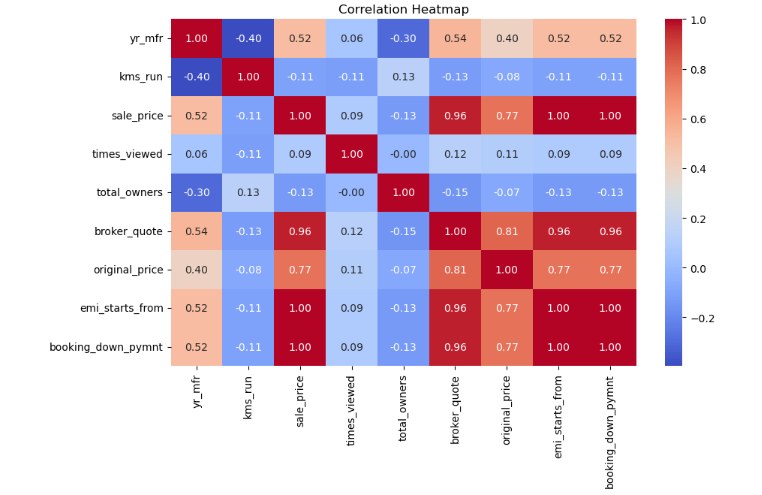 Correlation Heatmap
yr_mfr 1.00 -0.40 0.52 0.06 -0.30 0.54 0.40 0.52 0.52
kms_run -0.40 1.00 -0.11 -0.11 0.13 -0.13 -0.08 -0.11 -0.11
sale_price 0.52 -0.11 1.00 0.09 -0.13 0.96 0.77 1.00 1.00
times_viewed 0.06 -0.11 0.09 1.00 -0.00 0.12 0.11 0.09 0.09
total_owners -0.30 0.13 -0.13 -0.00 1.00 -0.15 -0.07 -0.13 -0.13
broker_quote 0.54 -0.13 0.96 0.12 -0.15 1.00 0.81 0.96 0.96
original_price 0.40 -0.08 0.77 0.11 -0.07 0.81 1.00 0.77 0.77
emi_starts_from 0.52 -0.11 1.00 0.09 -0.13 0.96 0.77 1.00 1.00
booking_down_pymnt 0.52 -0.11 1.00 0.09 -0.13 0.96 0.77 1.00 1.00
yr_mfr
kms_run
sale_price
times_viewed
total_owners
broker_quote
original_price
emi_starts_from
booking_down_pymnt
1.0
0.8
0.6
0.4
0.2
0.0
−0.2